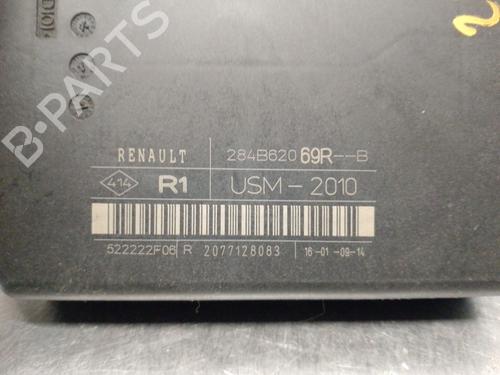 B-PARTS
RENAULT 284B620 69R--B
414 R1 USM-2010
522222F06 R 2077128083 16-01-09-14